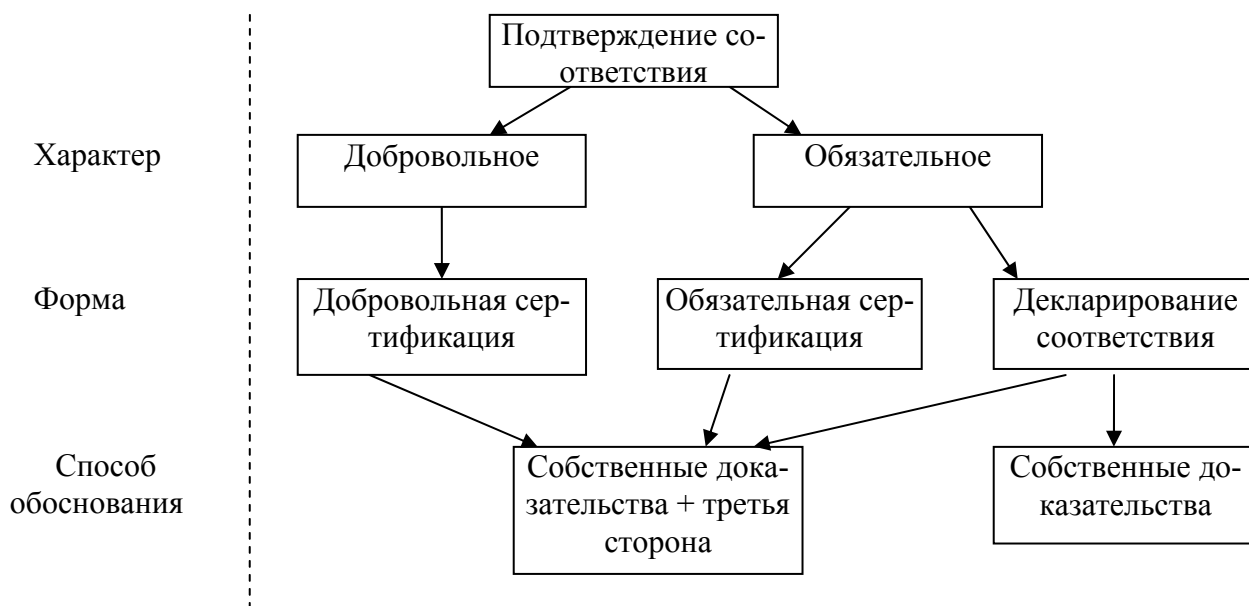 Подтверждение со-
ответствия
Характер
Добровольное
Обязательное
Форма
Добровольная сер-
тификация
Обязательная сер-
тификация
Декларирование
соответствия
Способ
обоснования
Собственные дока-
зательства + третья
сторона
Собственные до-
казательства